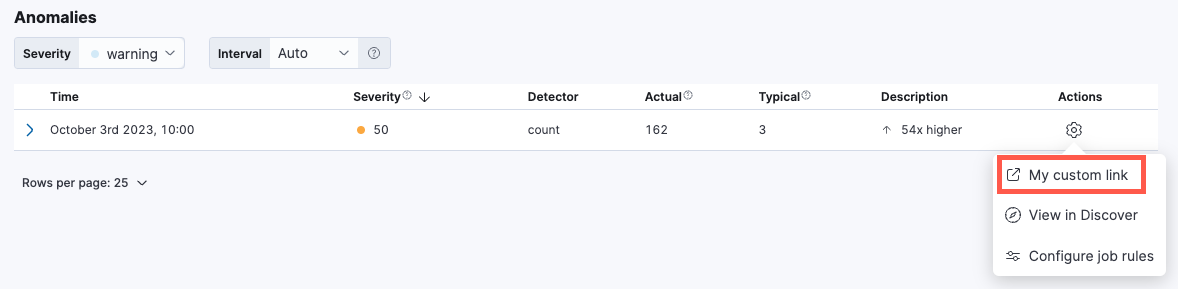 Anomalies
Severity warning Interval Auto
Time Severity Detector Actual Typical Description Actions
October 3rd 2023, 10:00 50 count 162 3 ↑ 54x higher
My custom link
Rows per page: 25
View in Discover
Configure job rules